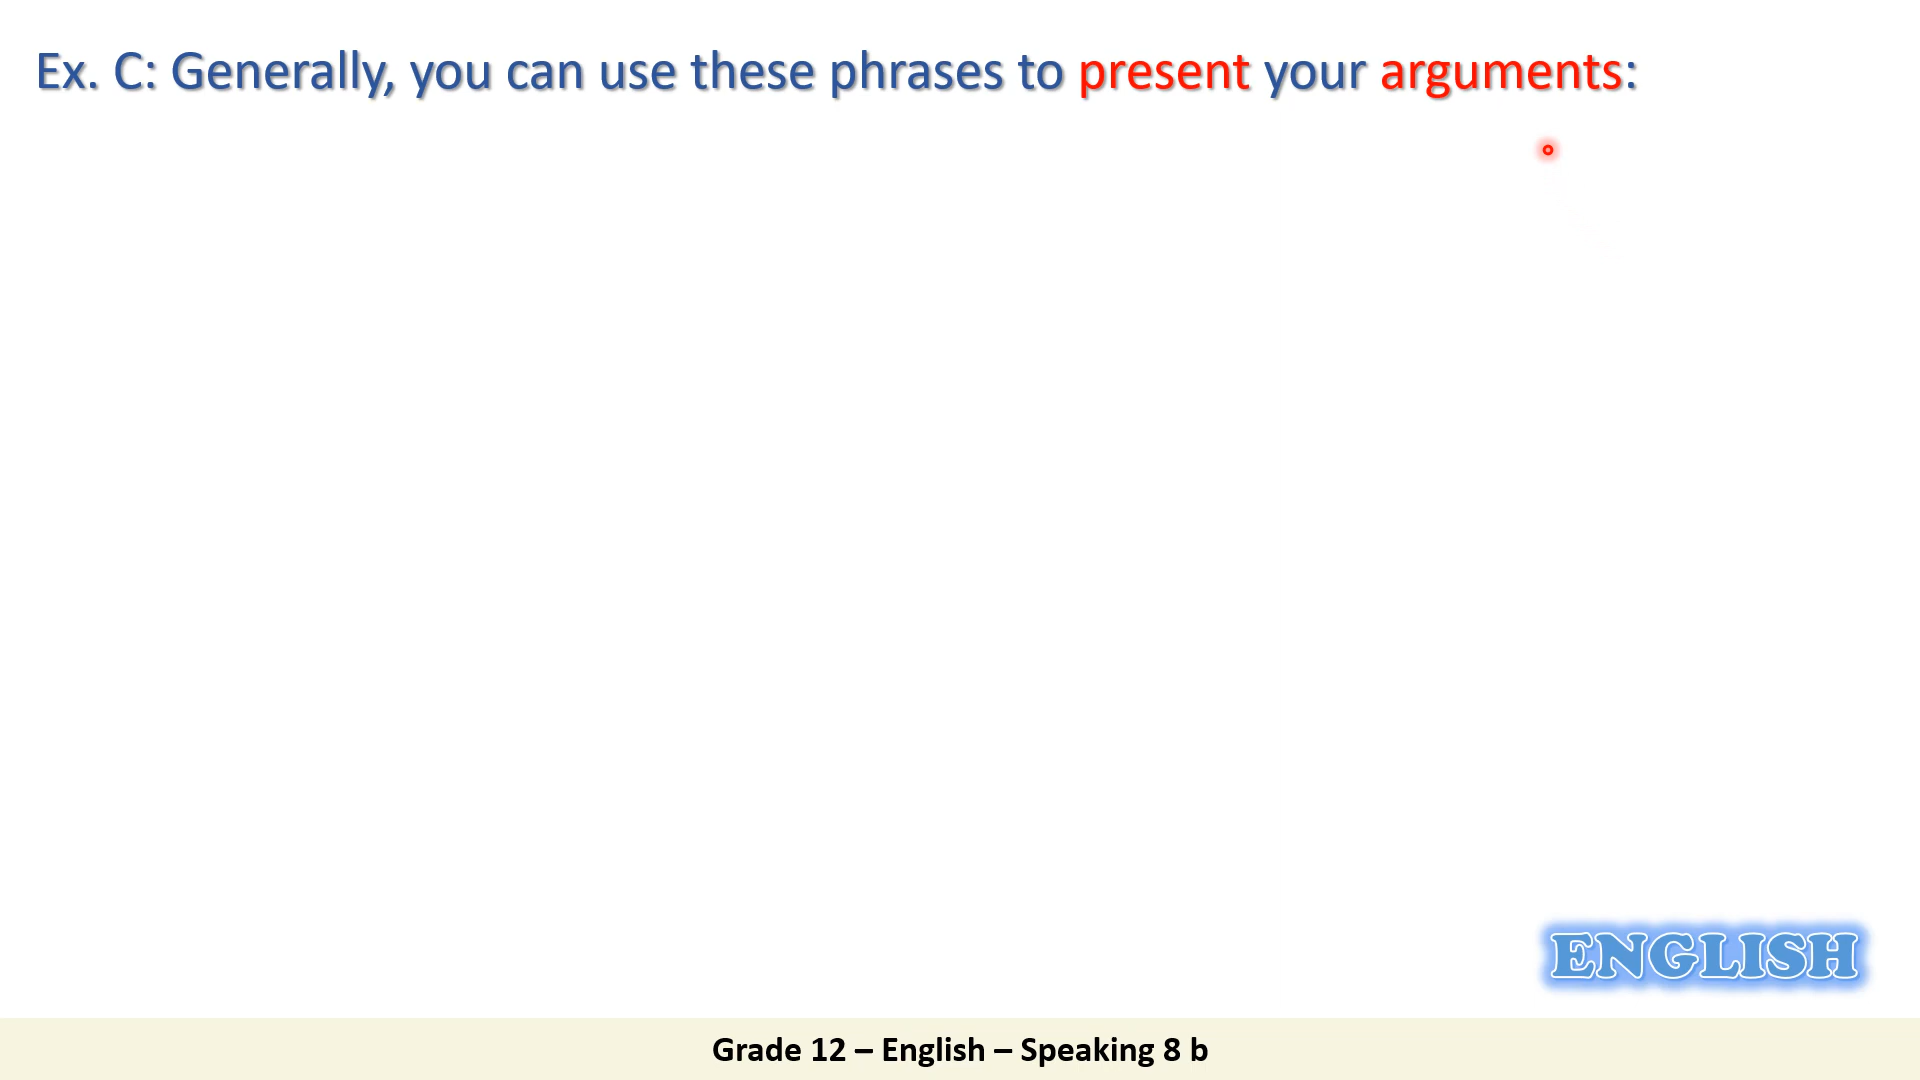 Ex. C: Generally, you can use these phrases to present your arguments:
ENGLISH
Grade 12 – English – Speaking 8 b